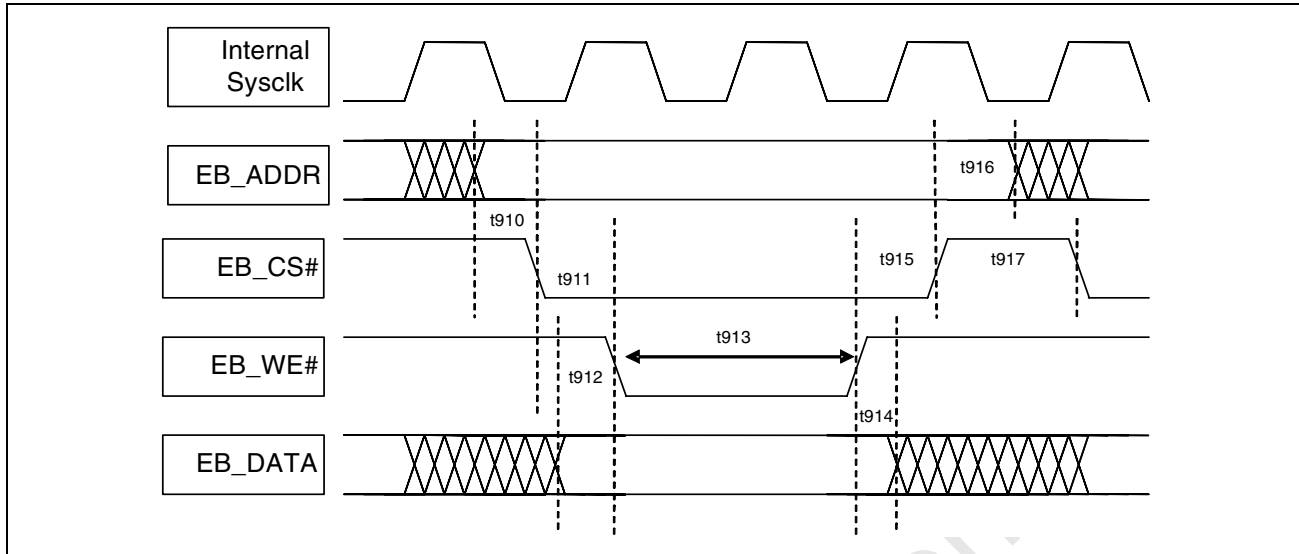 Internal
Sysclk
EB_ADDR
t916
t910
EB_CS#
t911
t915
t917
EB_WE#
t913
t912
t914
EB_DATA